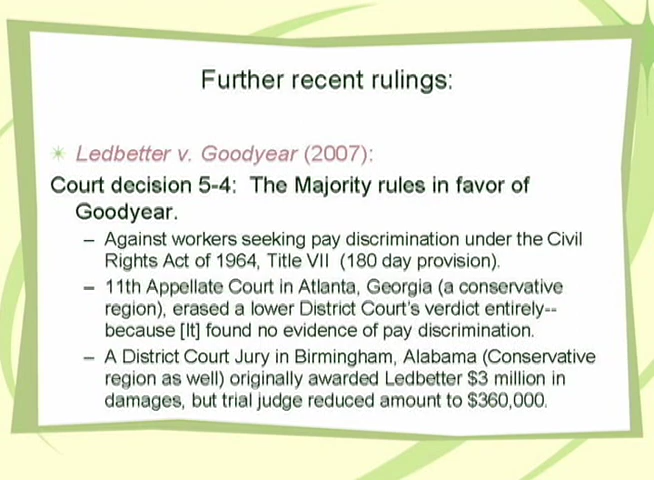 Further recent rulings:
Ledbetter v. Goodyear (2007):
Court decision 5-4: The Majority rules in favor of
Goodyear.
– Against workers seeking pay discrimination under the Civil
Rights Act of 1964, Title VII (180 day provision).
– 11th Appellate Court in Atlanta, Georgia (a conservative
region), erased a lower District Court's verdict entirely--
because [It] found no evidence of pay discrimination.
– A District Court Jury in Birmingham, Alabama (Conservative
region as well) originally awarded Ledbetter $3 million in
damages, but trial judge reduced amount to $360,000.